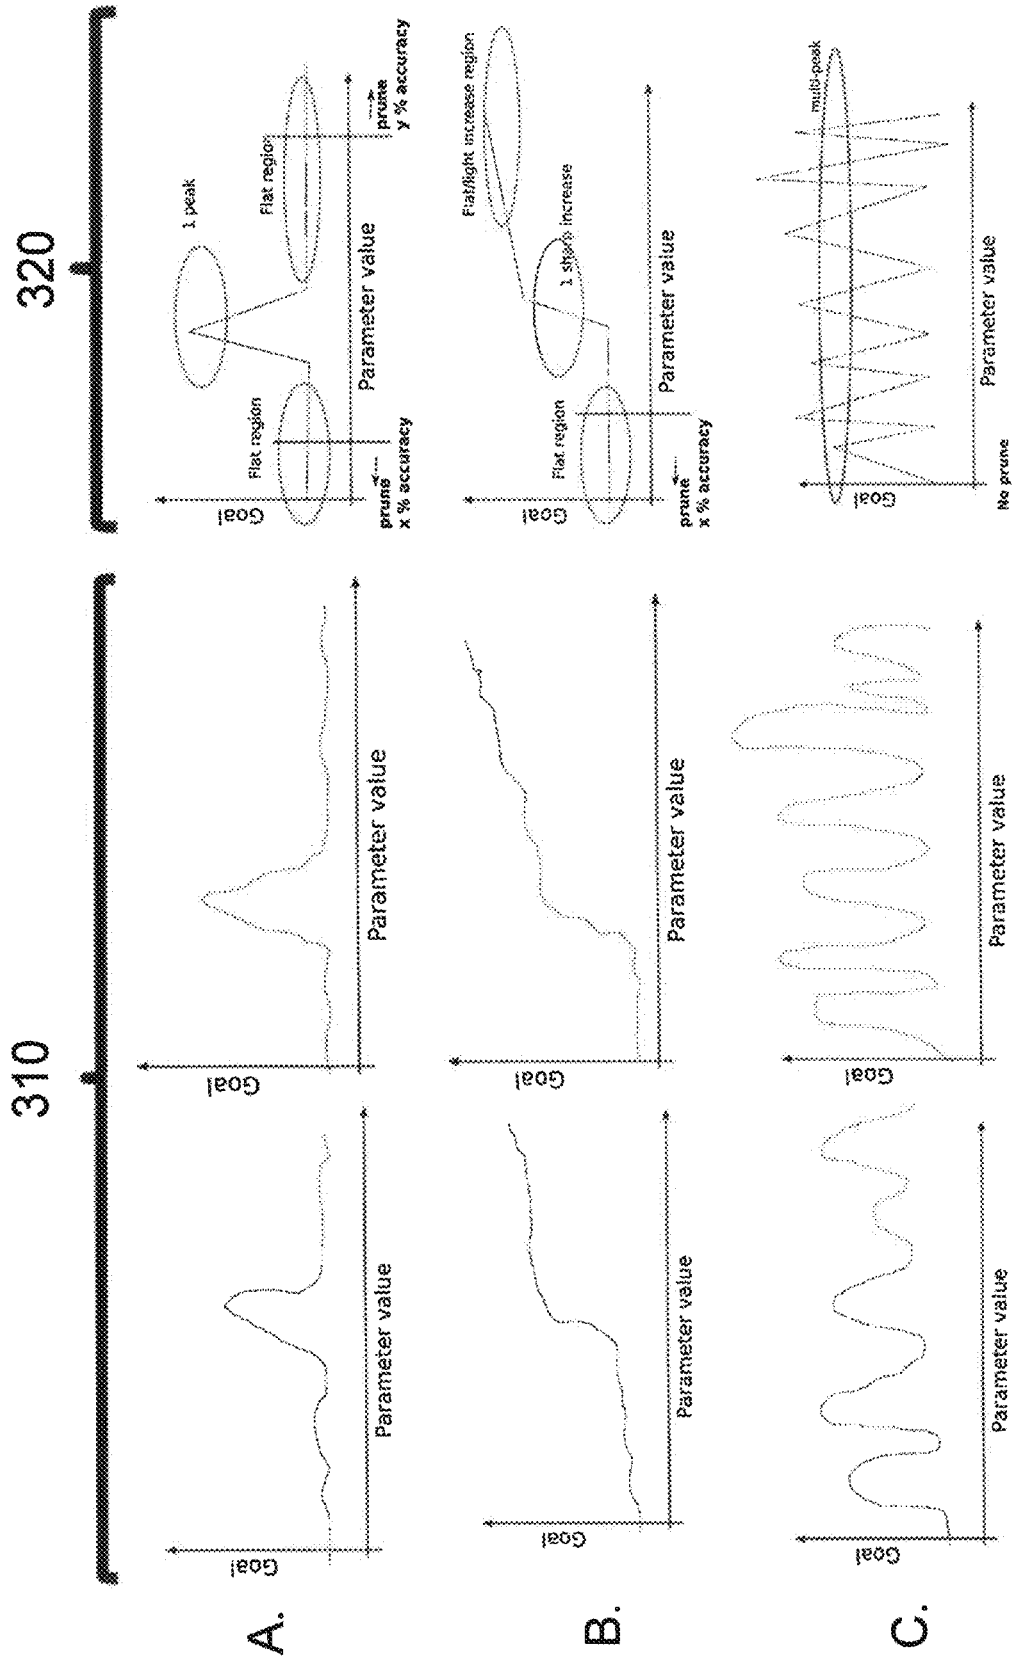 310
320
A.
Goal
Parameter value
Goal
Parameter value
Goal
Flat region
1 peak
Flat region
Parameter value
prune
x % accuracy
prune
y % accuracy
B.
Goal
Parameter value
Goal
Parameter value
Goal
Flat region
1 sharp increase
Flat/light increase region
Parameter value
prune
x % accuracy
C.
Goal
Parameter value
Goal
Parameter value
Goal
multi-peak
Parameter value
No prune